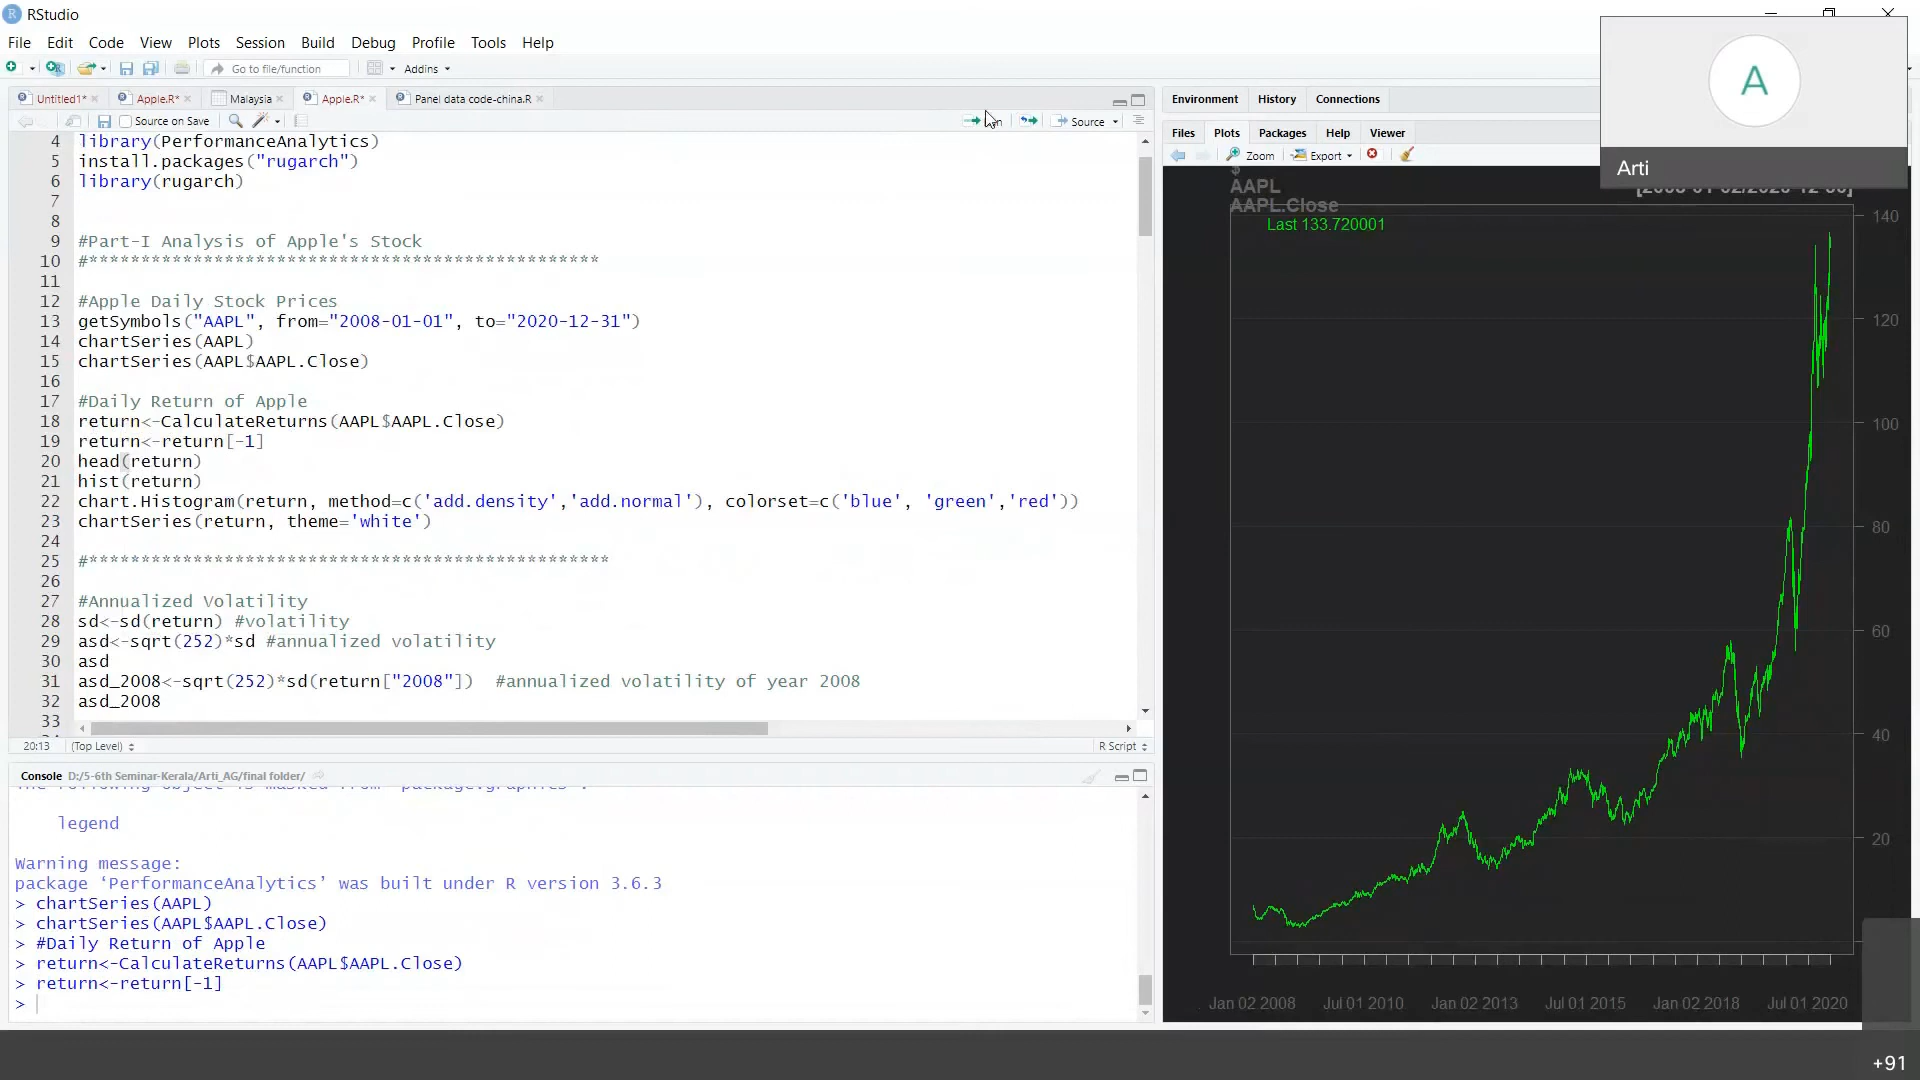 RStudio
File Edit Code View Plots Session Build Debug Profile Tools Help
Go to file/function Addins
Untitled1* Apple.R* Malaysia Apple.R* Panel data code-china.R
Source on Save Source
4 library(PerformanceAnalytics)
5 install.packages("rugarch")
6 library(rugarch)
7
8
9 #Part-I Analysis of Apple's Stock
10 #*************************************************
11
12 #Apple Daily Stock Prices
13 getSymbols("AAPL", from="2008-01-01", to="2020-12-31")
14 chartSeries(AAPL)
15 chartSeries(AAPL$AAPL.Close)
16
17 #Daily Return of Apple
18 return<-CalculateReturns(AAPL$AAPL.Close)
19 return<-return[-1]
20 head(return)
21 hist(return)
22 chart.Histogram(return, method=c('add.density','add.normal'), colorset=c('blue', 'green','red'))
23 chartSeries(return, theme='white')
24
25 #**************************************************
26
27 #Annualized Volatility
28 sd<-sd(return) #volatility
29 asd<-sqrt(252)*sd #annualized volatility
30 asd
31 asd_2008<-sqrt(252)*sd(return["2008"]) #annualized volatility of year 2008
32 asd_2008
33
20:13 (Top Level) R Script
Console D:/5-6th Seminar-Kerala/Arti_AG/final folder/
legend
Warning message:
package ‘PerformanceAnalytics’ was built under R version 3.6.3
> chartSeries(AAPL)
> chartSeries(AAPL$AAPL.Close)
> #Daily Return of Apple
> return<-CalculateReturns(AAPL$AAPL.Close)
> return<-return[-1]
>
Environment History Connections
Files Plots Packages Help Viewer
Zoom Export
A
Arti
$
AAPL
AAPL.Close
Last 133.720001
140
120
100
80
60
40
20
Jan 02 2008 Jul 01 2010 Jan 02 2013 Jul 01 2015 Jan 02 2018 Jul 01 2020
+91